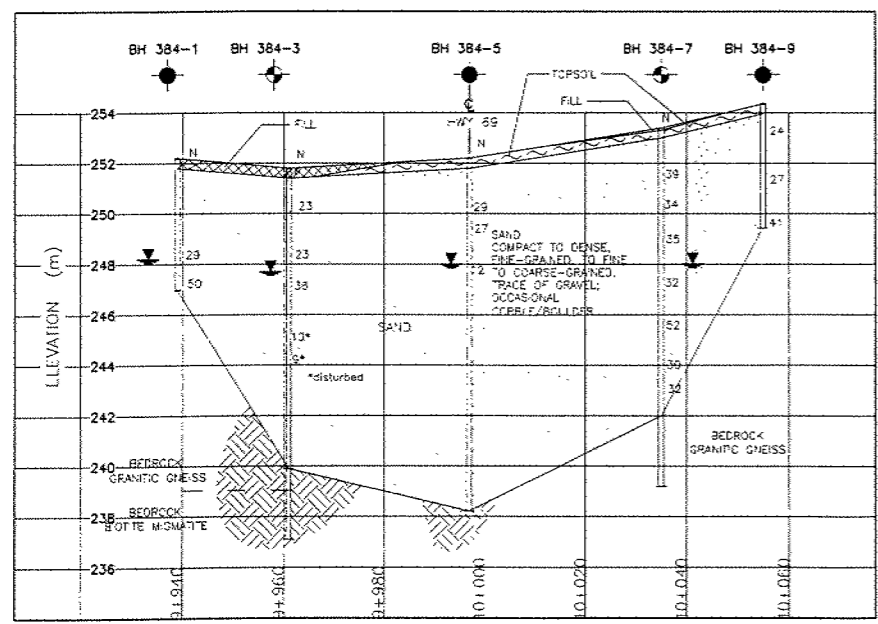 BH 384-1 BH 384-3 BH 384-5 BH 384-7 BH 384-9
TOPSOIL
FILL
FILL
HWY 69
N N N N
254
252
250
248
246
244
242
240
238
236
ELEVATION (m)
29
50
23
23
38
10*
9*
*disturbed
29
27
39
34
35
32
52
30
32
24
27
41
SAND
COMPACT TO DENSE,
FINE-GRAINED, TO FINE
TO COARSE-GRAINED,
TRACE OF GRAVEL;
OCCASIONAL
COBBLE/BOULDER
SAND
BEDROCK
GRANITIC GNEISS
BEDROCK
BEDROCK
GRANITIC GNEISS
9+940
9+960
9+980
10+000
10+020
10+040
10+060